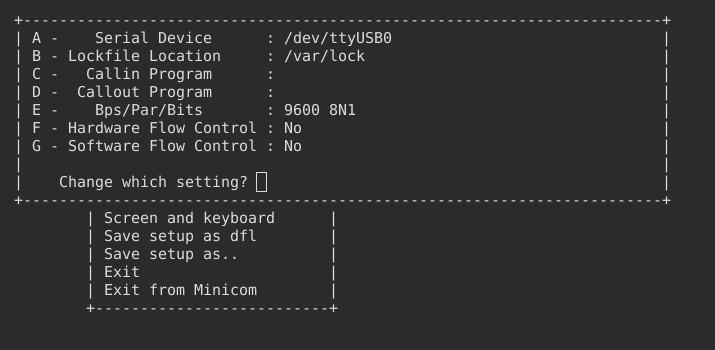 +-----------------------------------------------------------------------+
| A -    Serial Device      : /dev/ttyUSB0                              |
| B - Lockfile Location     : /var/lock                                 |
| C -   Callin Program      :                                           |
| D -  Callout Program      :                                           |
| E -    Bps/Par/Bits       : 9600 8N1                                  |
| F - Hardware Flow Control : No                                        |
| G - Software Flow Control : No                                        |
|                                                                       |
|    Change which setting?                                              |
+-----------------------------------------------------------------------+
        | Screen and keyboard      |
        | Save setup as dfl        |
        | Save setup as..          |
        | Exit                     |
        | Exit from Minicom        |
        +--------------------------+